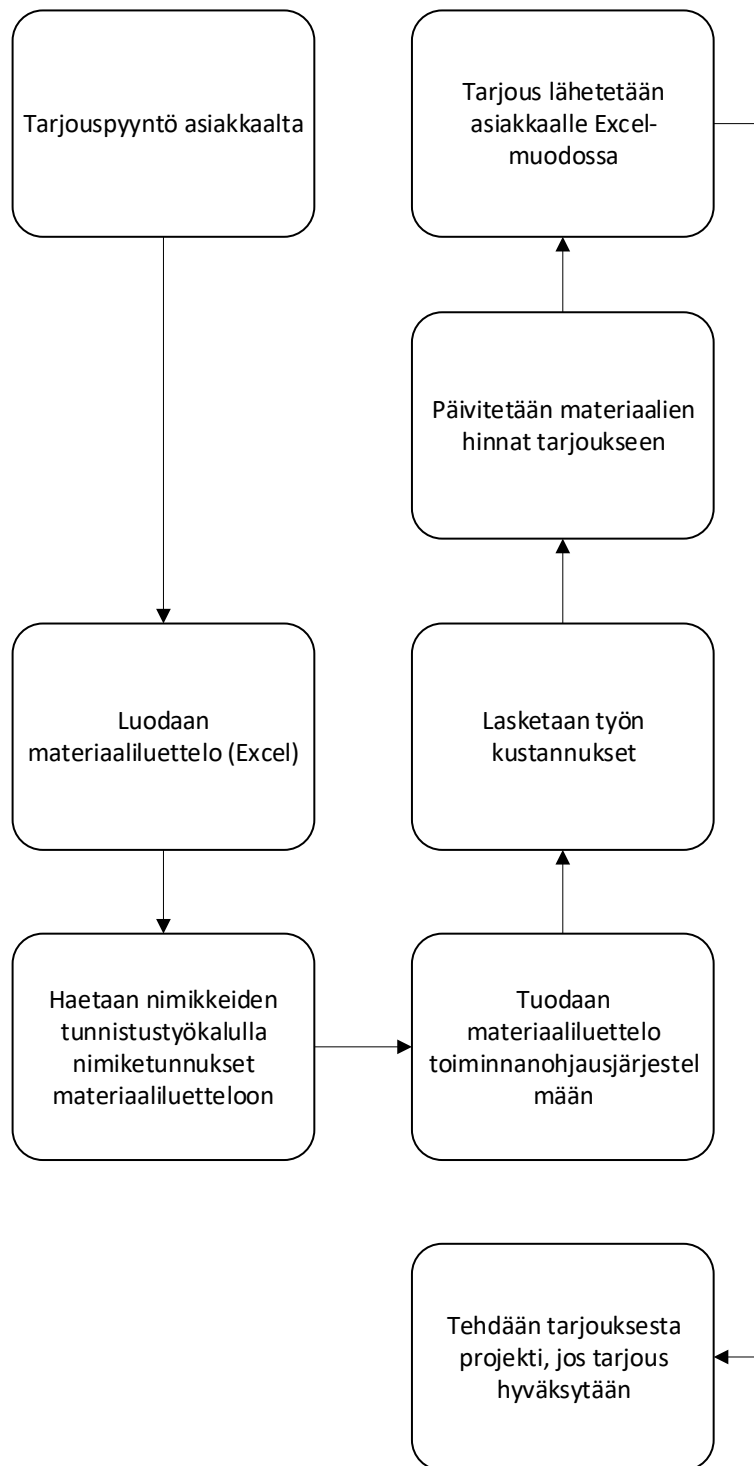 Tarjouspyyntö asiakkaalta
Luodaan
materiaaliluettelo (Excel)
Haetaan nimikkeiden
tunnistustyökalulla
nimiketunnukset
materiaaliluetteloon
Tuodaan
materiaaliluettelo
toiminnanohjausjärjestel
mään
Lasketaan työn
kustannukset
Päivitetään materiaalien
hinnat tarjoukseen
Tarjous lähetetään
asiakkaalle Excel-
muodossa
Tehdään tarjouksesta
projekti, jos tarjous
hyväksytään